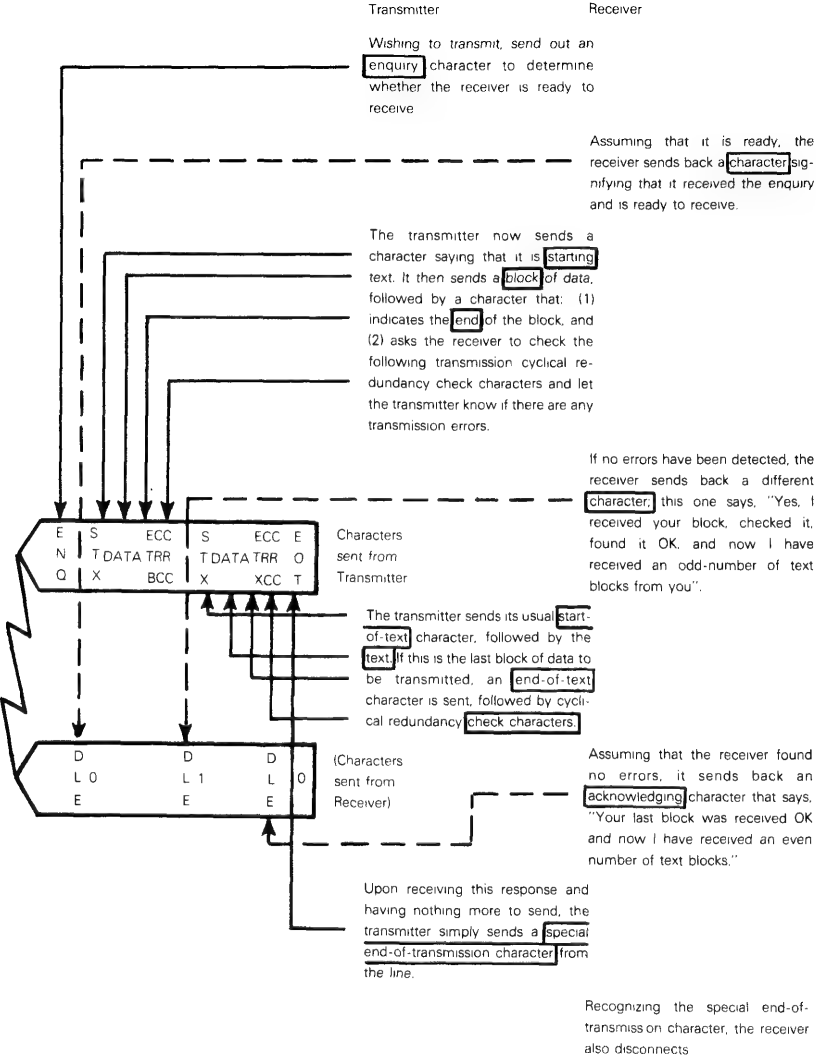 Transmitter
Receiver
Wishing to transmit, send out an
enquiry character to determine
whether the receiver is ready to
receive
Assuming that it is ready, the
receiver sends back a character sig-
nifying that it received the enquiry
and is ready to receive.
The transmitter now sends a
character saying that it is starting
text. It then sends a block of data,
followed by a character that: (1)
indicates the end of the block, and
(2) asks the receiver to check the
following transmission cyclical re-
dundancy check characters and let
the transmitter know if there are any
transmission errors.
If no errors have been detected, the
receiver sends back a different
character; this one says, "Yes, I
received your block, checked it,
found it OK, and now I have
received an odd-number of text
blocks from you".
E S ECC S ECC E
N T DATA TRR T DATA TRR O
Q X BCC X XCC T
Characters
sent from
Transmitter
The transmitter sends its usual start-
of-text character, followed by the
text. If this is the last block of data to
be transmitted, an end-of-text
character is sent, followed by cycli-
cal redundancy check characters.
D D D
L 0 L 1 L 0
E E E
(Characters
sent from
Receiver)
Assuming that the receiver found
no errors, it sends back an
acknowledging character that says,
"Your last block was received OK
and now I have received an even
number of text blocks."
Upon receiving this response and
having nothing more to send, the
transmitter simply sends a special
end-of-transmission character from
the line.
Recognizing the special end-of-
transmiss on character, the receiver
also disconnects